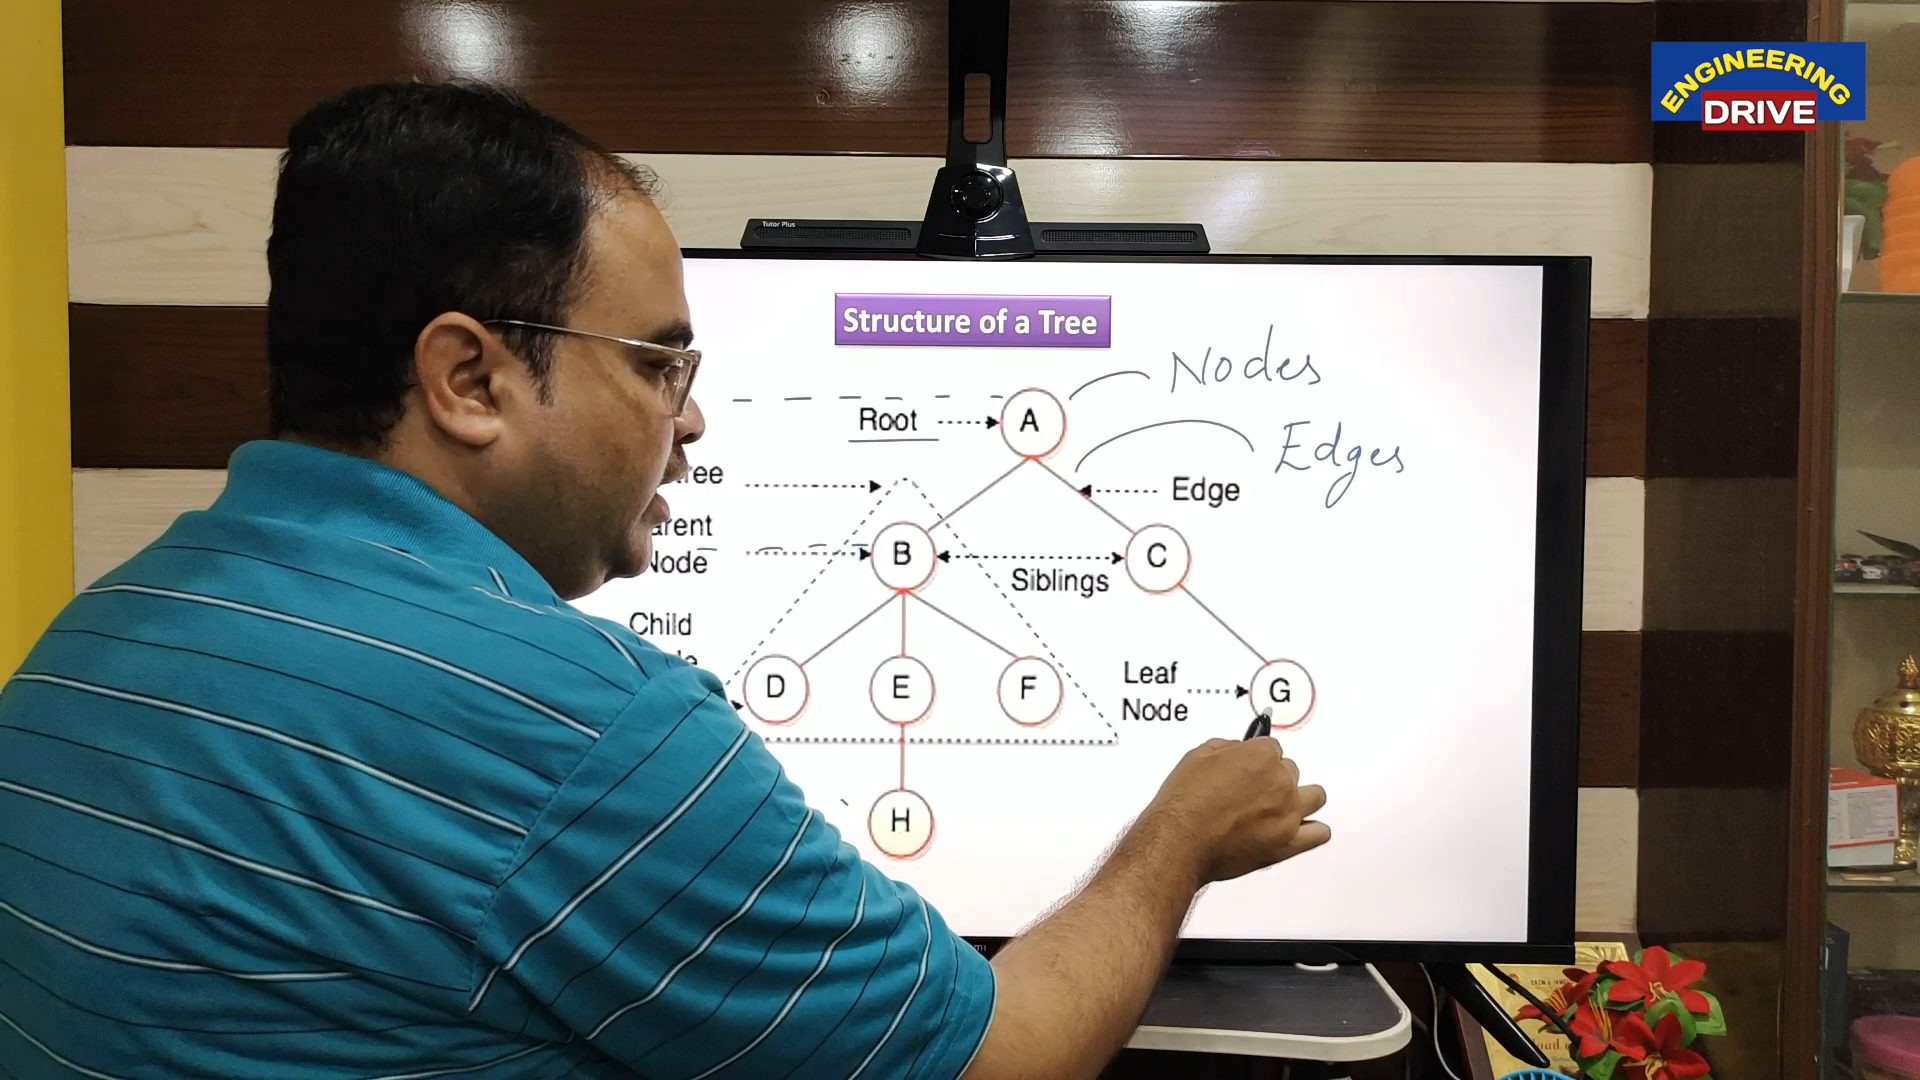 ENGINEERING
DRIVE
Tutor Plus
Structure of a Tree
Nodes
Root
A
Edges
Edge
B
C
Siblings
Child
D
E
F
Leaf
Node
G
H